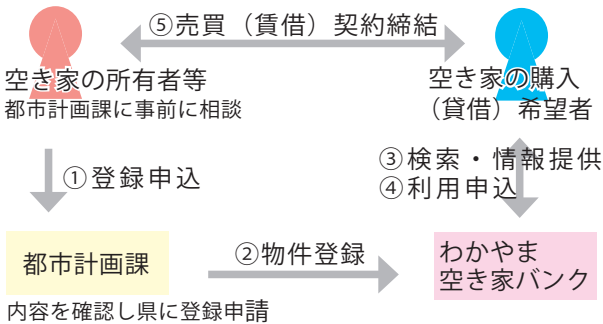 ⑤売買（賃借）契約締結
空き家の所有者等
都市計画課に事前に相談
空き家の購入
（貸借）希望者
①登録申込
③検索・情報提供
④利用申込
都市計画課
内容を確認し県に登録申請
②物件登録
わかやま
空き家バンク